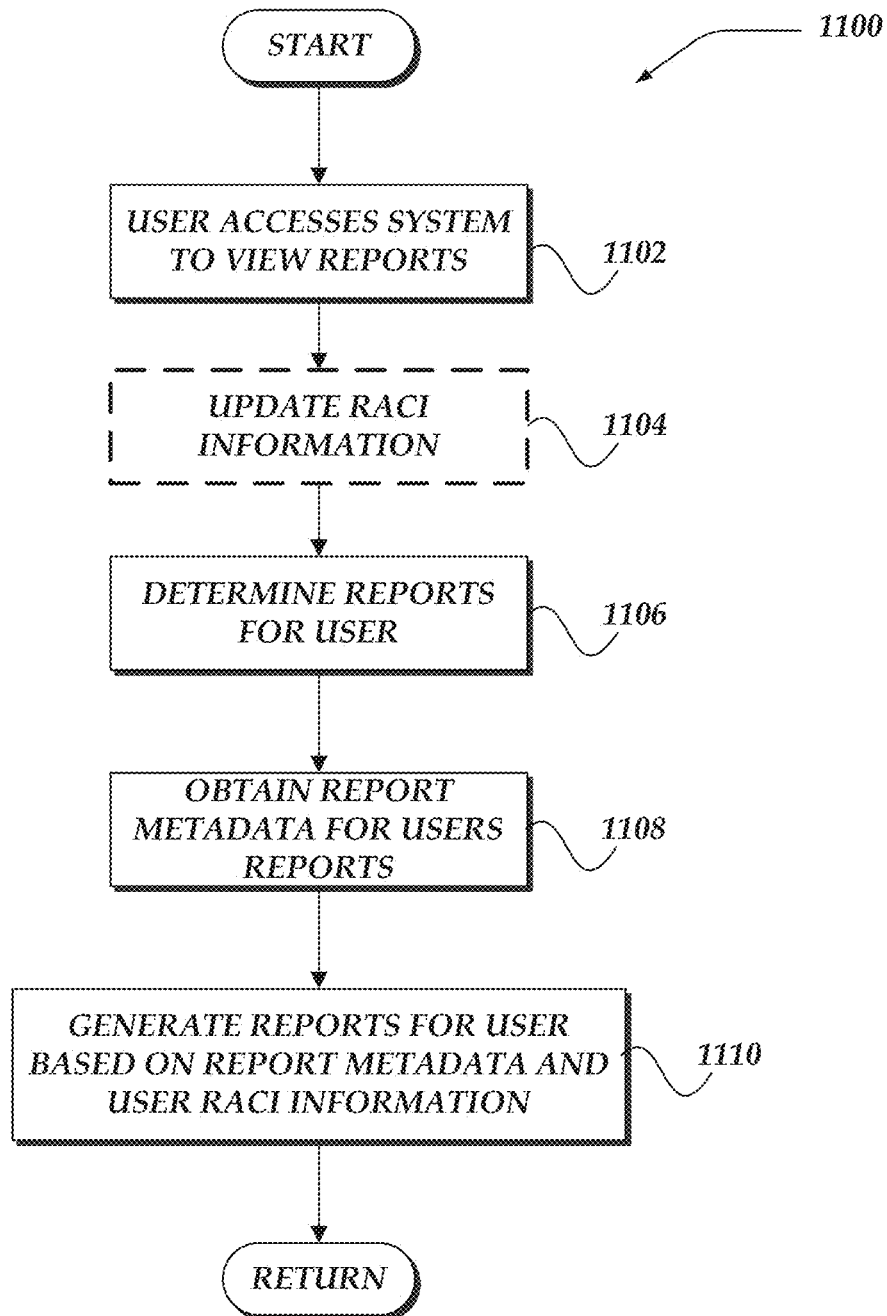 START
1100
USER ACCESSES SYSTEM
TO VIEW REPORTS
1102
UPDATE RACI
INFORMATION
1104
DETERMINE REPORTS
FOR USER
1106
OBTAIN REPORT
METADATA FOR USERS
REPORTS
1108
GENERATE REPORTS FOR USER
BASED ON REPORT METADATA AND
USER RACI INFORMATION
1110
RETURN